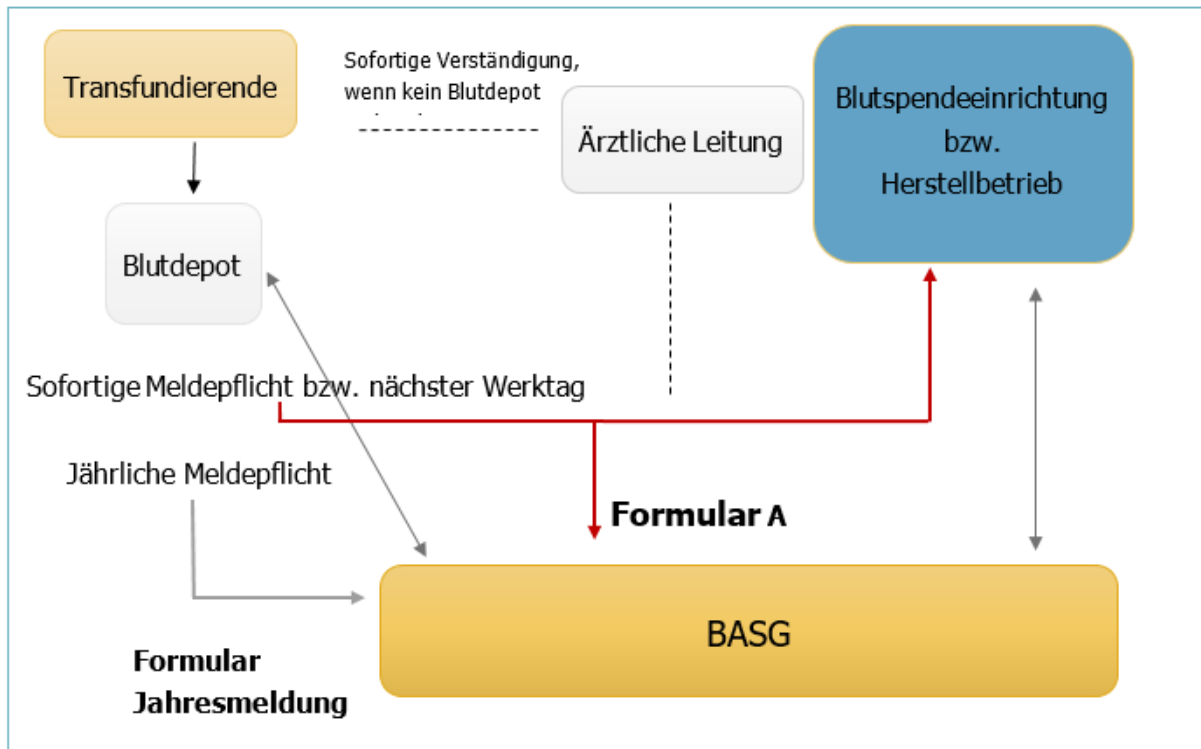 Transfundierende
Sofortige Verständigung,
wenn kein Blutdepot
Ärztliche Leitung
Blutspendeeinrichtung
bzw.
Herstellbetrieb
Blutdepot
Sofortige Meldepflicht bzw. nächster Werktag
Jährliche Meldepflicht
Formular A
BASG
Formular
Jahresmeldung